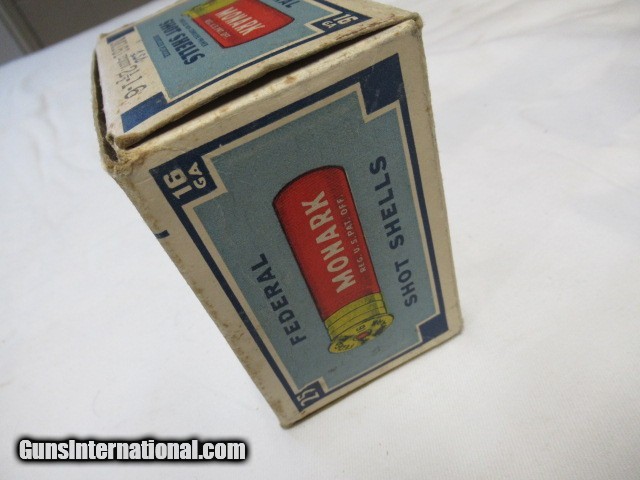 MONARK
SHOT SHELLS
16
GA
FEDERAL
MONARK
REG. U.S. PAT. OFF.
SHOT SHELLS
GunsInternational.com